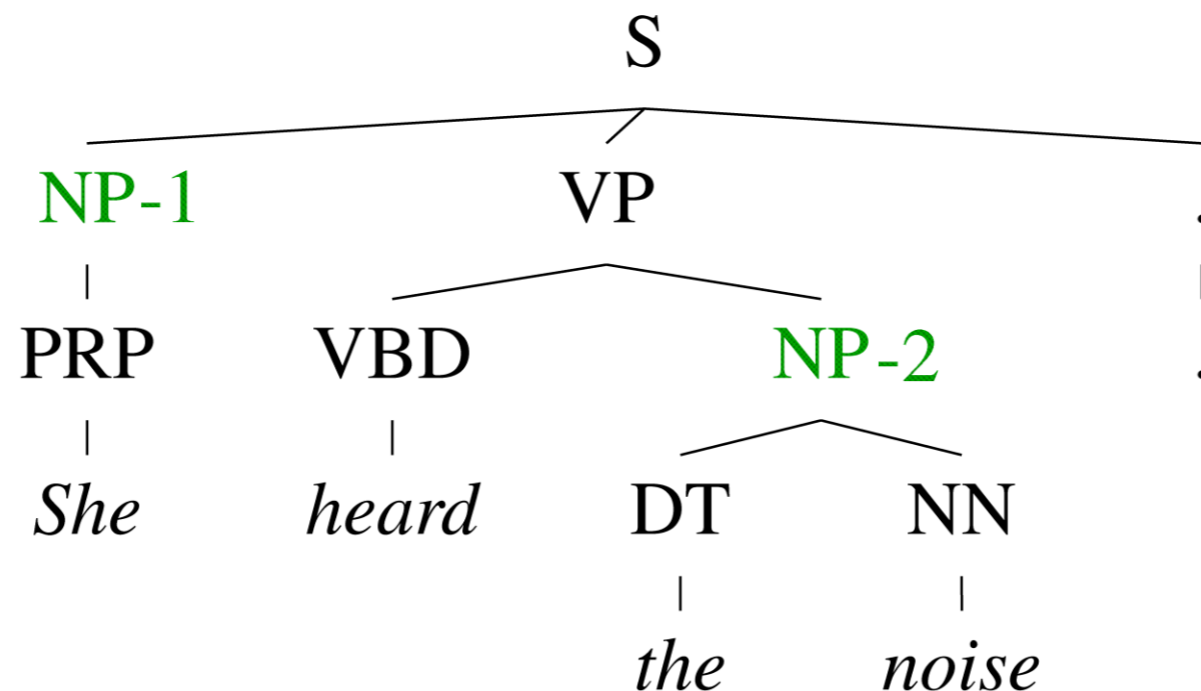 S
NP-1 VP .
PRP VBD NP-2 .
She heard DT NN
the noise